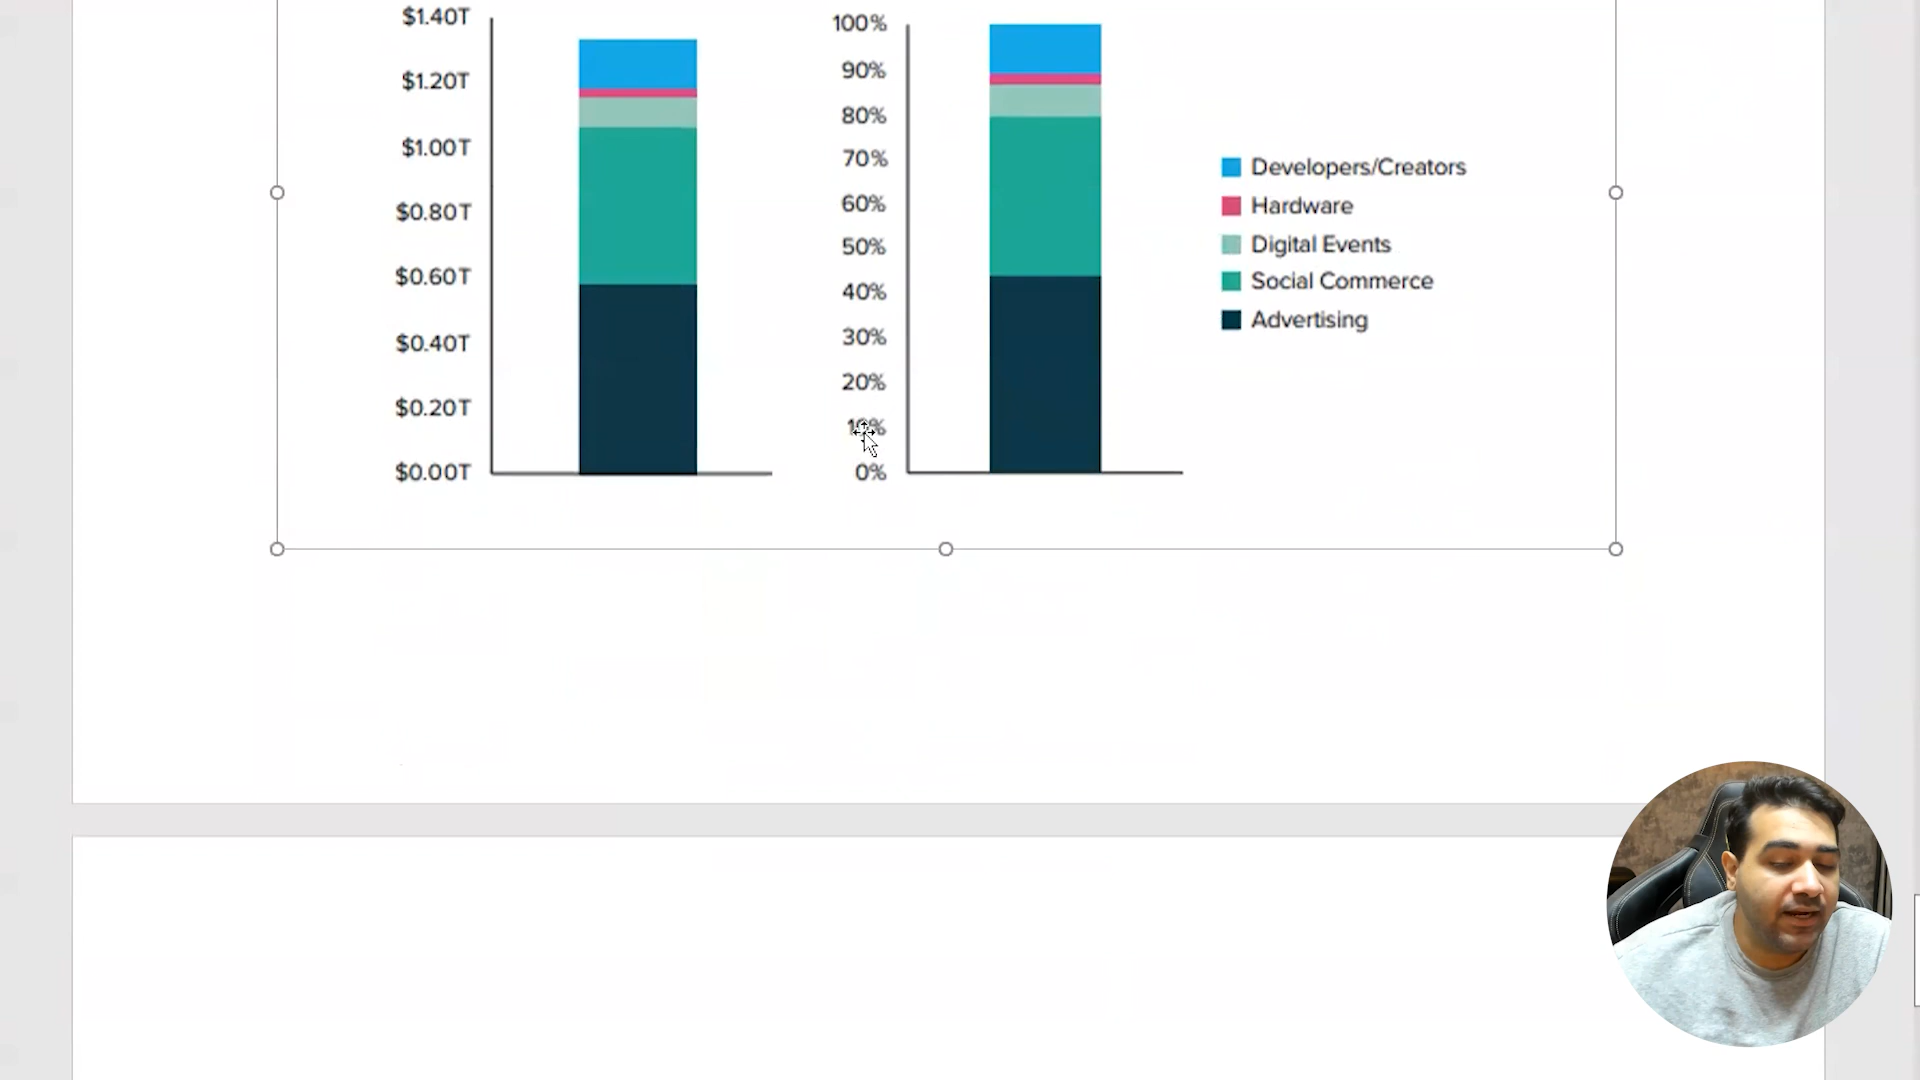 $1.40T
$1.20T
$1.00T
$0.80T
$0.60T
$0.40T
$0.20T
$0.00T
100%
90%
80%
70%
60%
50%
40%
30%
20%
0%
Developers/Creators
Hardware
Digital Events
Social Commerce
Advertising